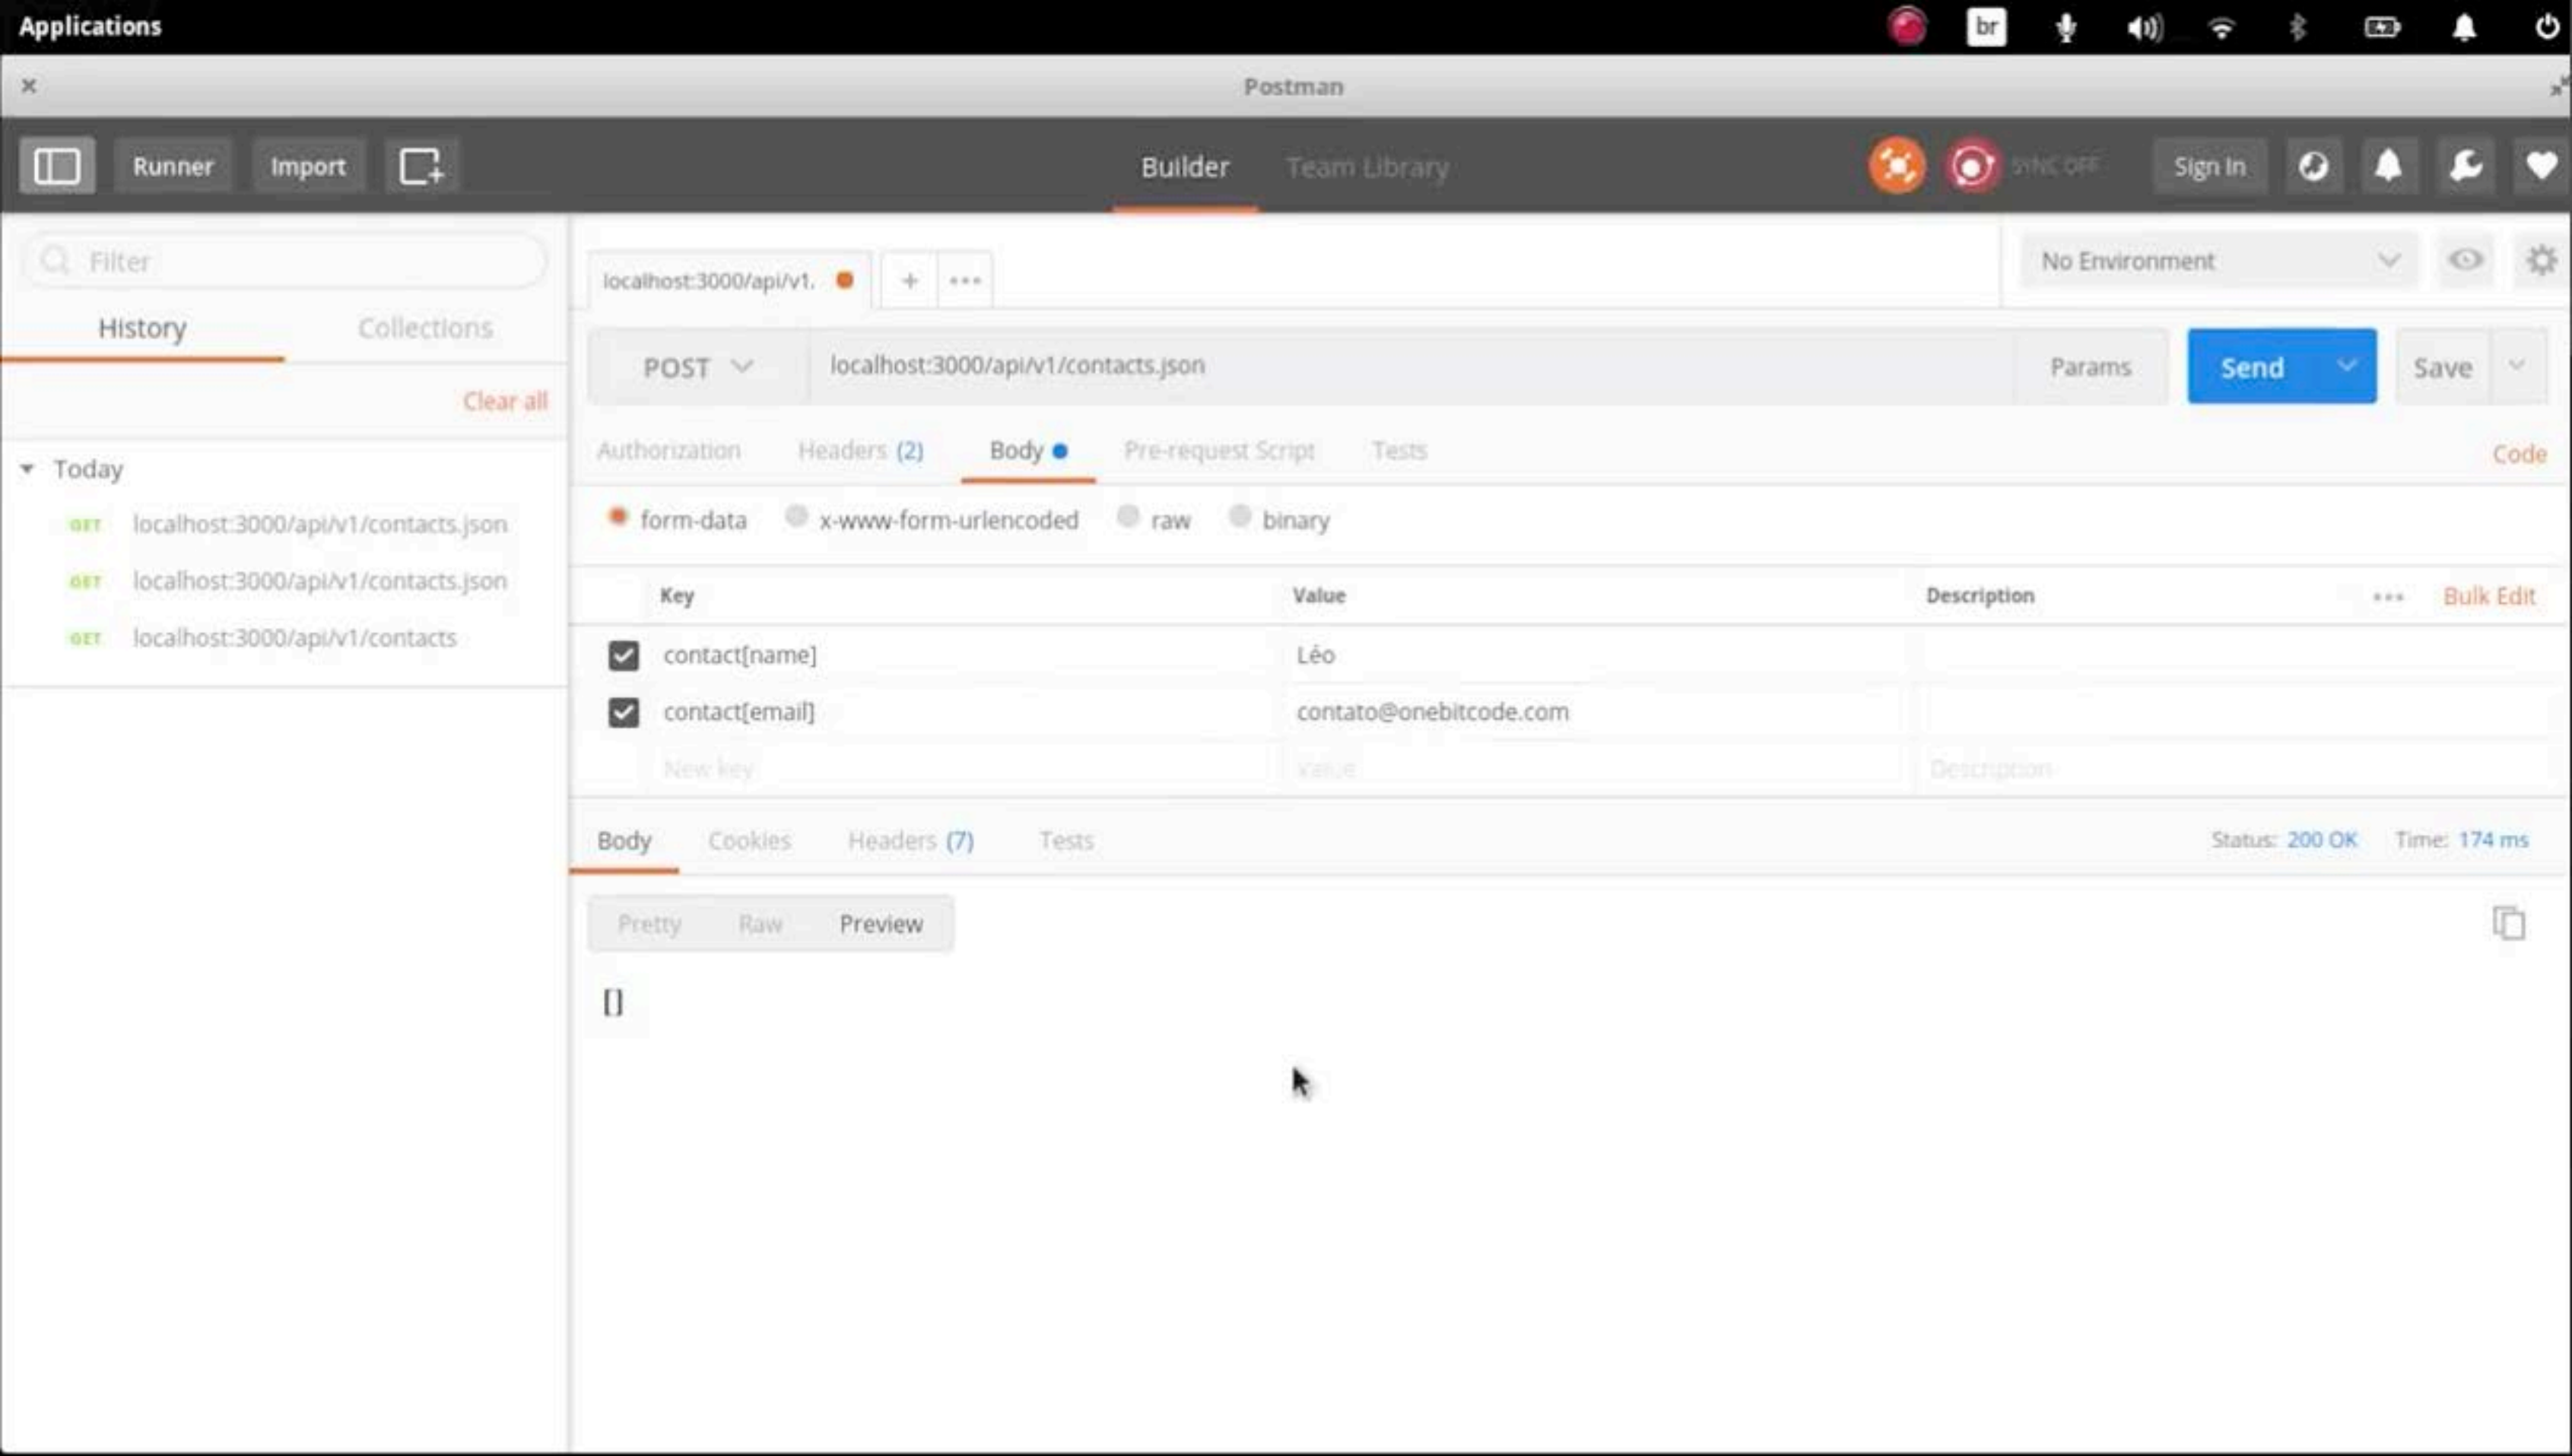 Applications
br
Postman
Runner Import Builder Team Library SYNC OFF Sign In
Filter
localhost:3000/api/v1.
No Environment
History Collections
POST localhost:3000/api/v1/contacts.json Params Send Save
Clear all
Authorization Headers (2) Body Pre-request Script Tests Code
Today
GET localhost:3000/api/v1/contacts.json
GET localhost:3000/api/v1/contacts.json
GET localhost:3000/api/v1/contacts
form-data x-www-form-urlencoded raw binary
Key Value Description Bulk Edit
contact[name] Léo
contact[email] contato@onebitcode.com
New key Value Description
Body Cookies Headers (7) Tests Status: 200 OK Time: 174 ms
Pretty Raw Preview
[]